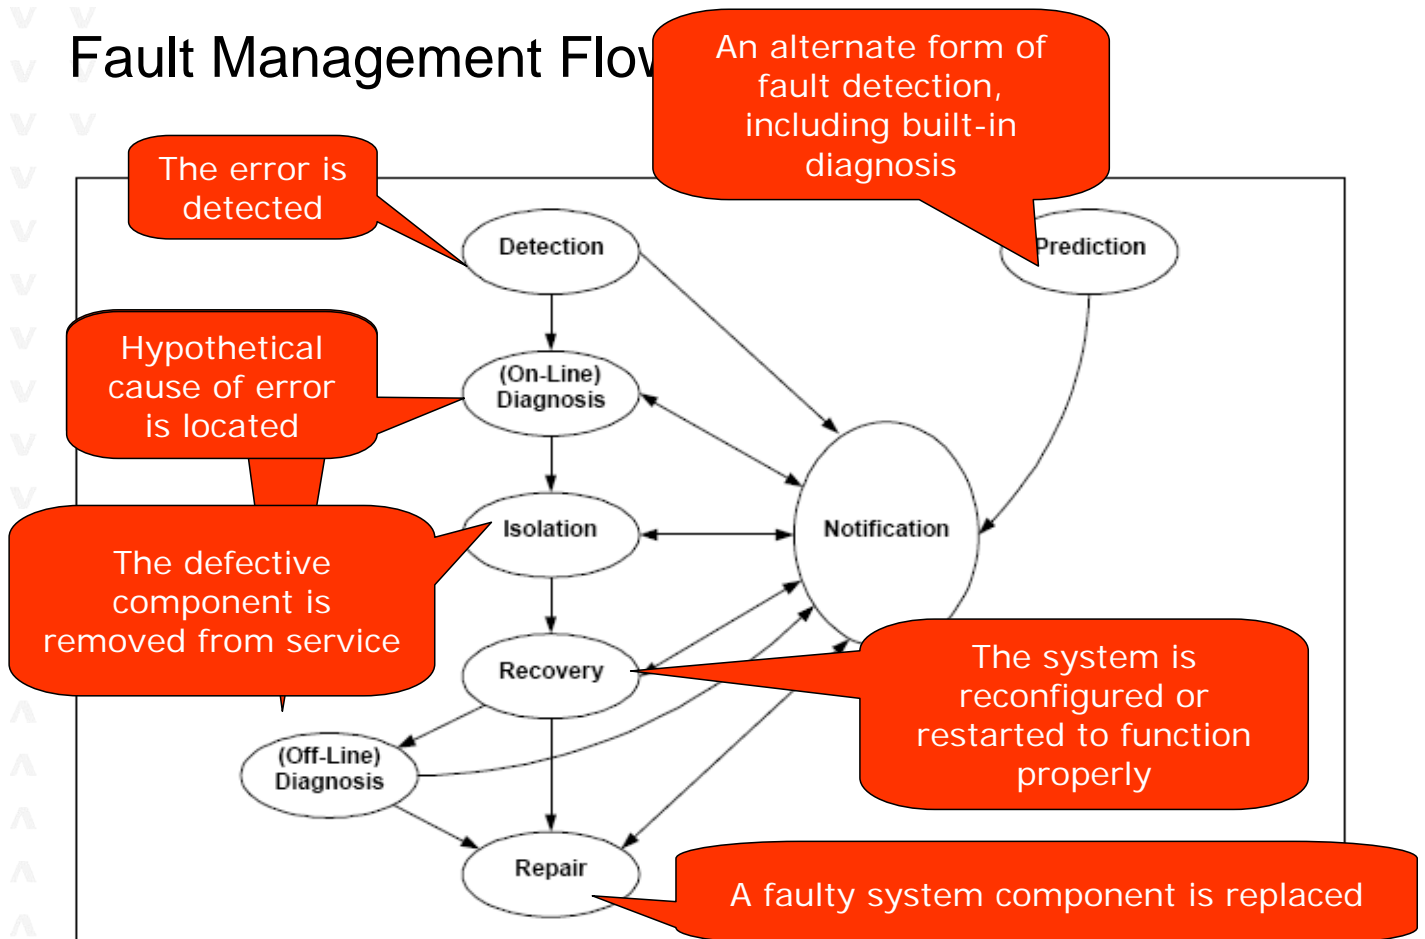 Fault Management Flow
An alternate form of
fault detection,
including built-in
diagnosis
The error is
detected
Detection
Prediction
Hypothetical
cause of error
is located
(On-Line)
Diagnosis
Isolation
Notification
The defective
component is
removed from service
Recovery
The system is
reconfigured or
restarted to function
properly
(Off-Line)
Diagnosis
Repair
A faulty system component is replaced